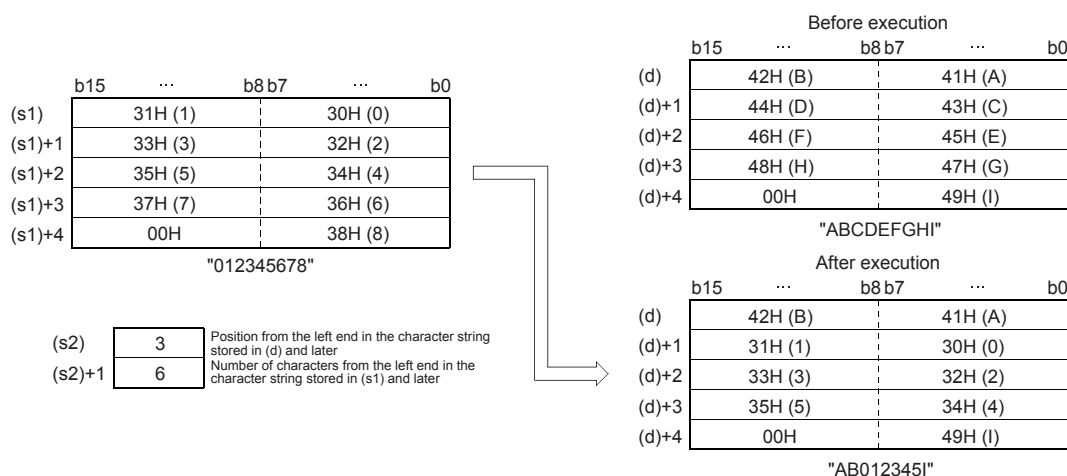 b15 ... b8 b7 ... b0
(s1) 31H (1) 30H (0)
(s1)+1 33H (3) 32H (2)
(s1)+2 35H (5) 34H (4)
(s1)+3 37H (7) 36H (6)
(s1)+4 00H 38H (8)
"012345678"
(s2) 3 Position from the left end in the character string
stored in (d) and later
(s2)+1 6 Number of characters from the left end in the
character string stored in (s1) and later
Before execution
b15 ... b8 b7 ... b0
(d) 42H (B) 41H (A)
(d)+1 44H (D) 43H (C)
(d)+2 46H (F) 45H (E)
(d)+3 48H (H) 47H (G)
(d)+4 00H 49H (I)
"ABCDEFGHI"
After execution
b15 ... b8 b7 ... b0
(d) 42H (B) 41H (A)
(d)+1 31H (1) 30H (0)
(d)+2 33H (3) 32H (2)
(d)+3 35H (5) 34H (4)
(d)+4 00H 49H (I)
"AB012345I"